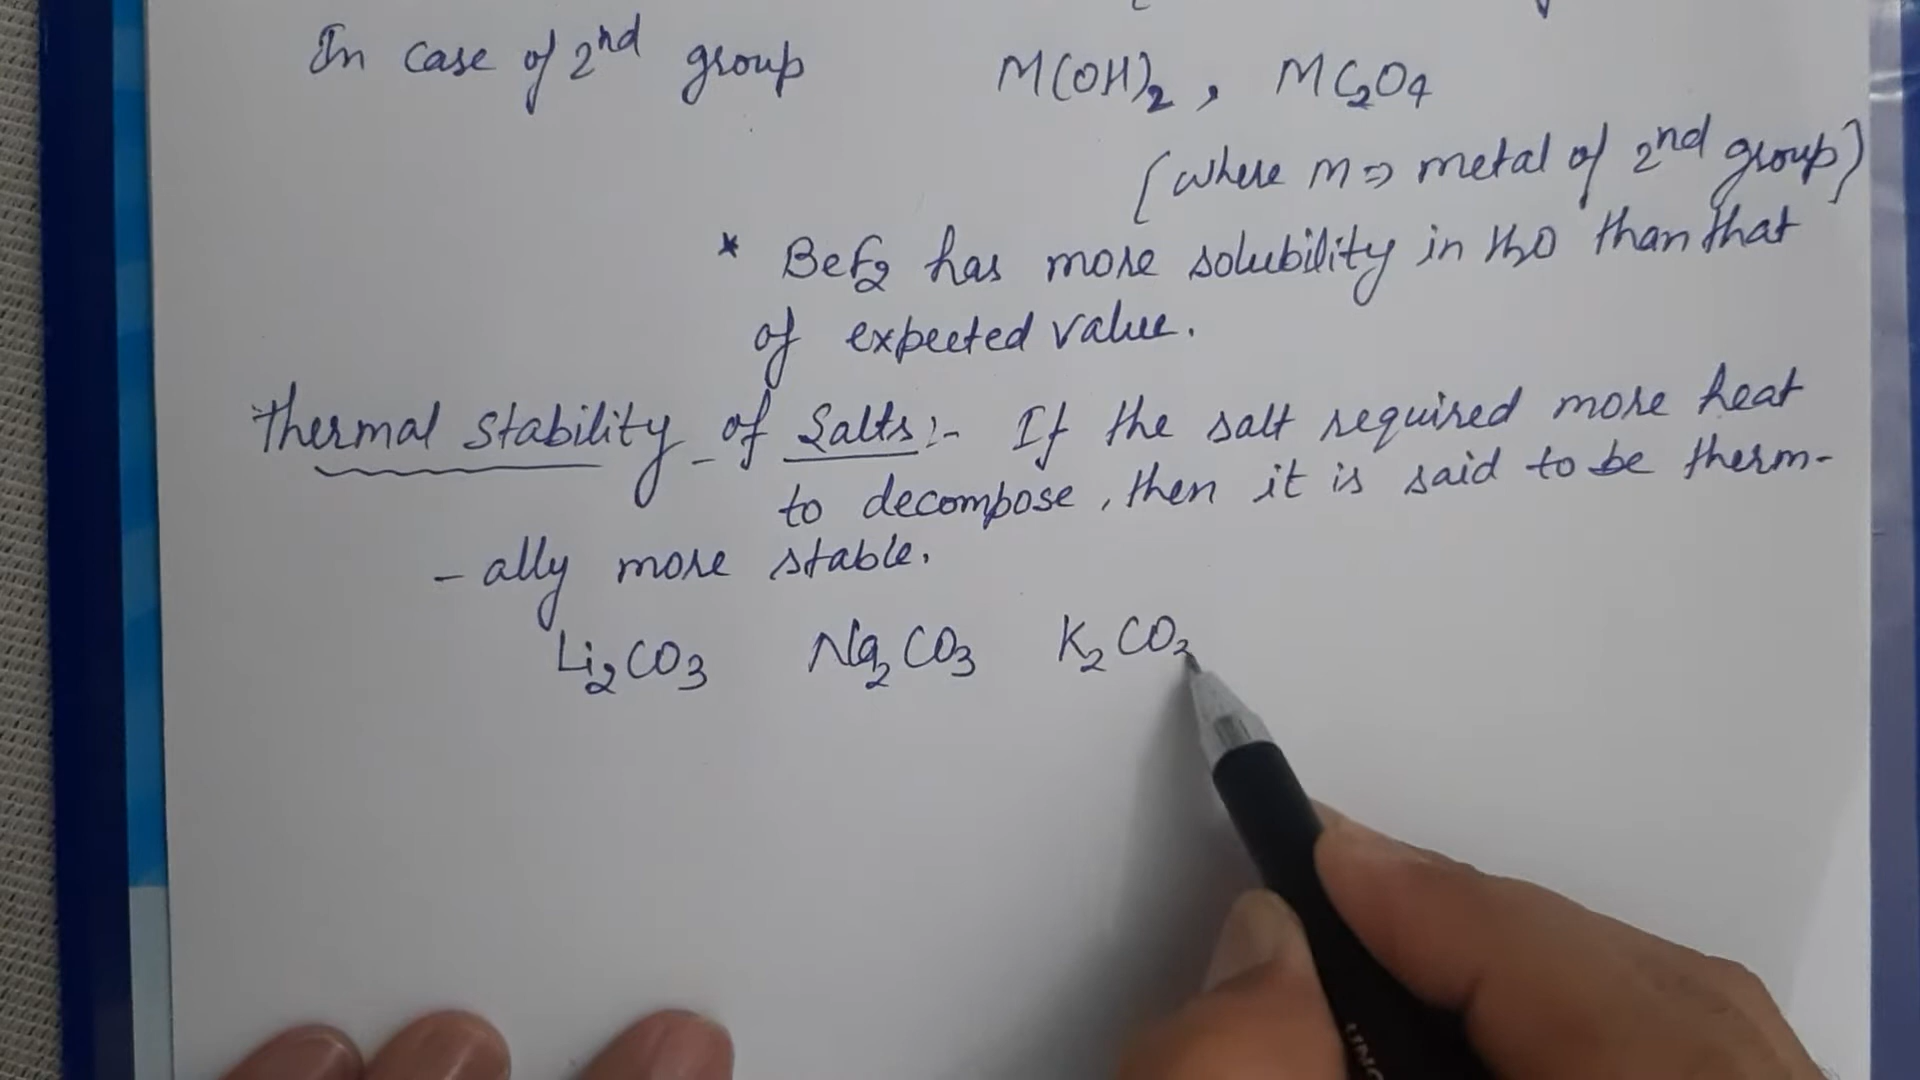 In case of 2nd group M(OH)2, MC2O4
(where M => metal of 2nd group)
* BeF2 has more solubility in H2O than that
of expected value.
Thermal stability of Salts:- If the salt required more heat
to decompose, then it is said to be therm-
- ally more stable.
Li2CO3 Na2CO3 K2CO3